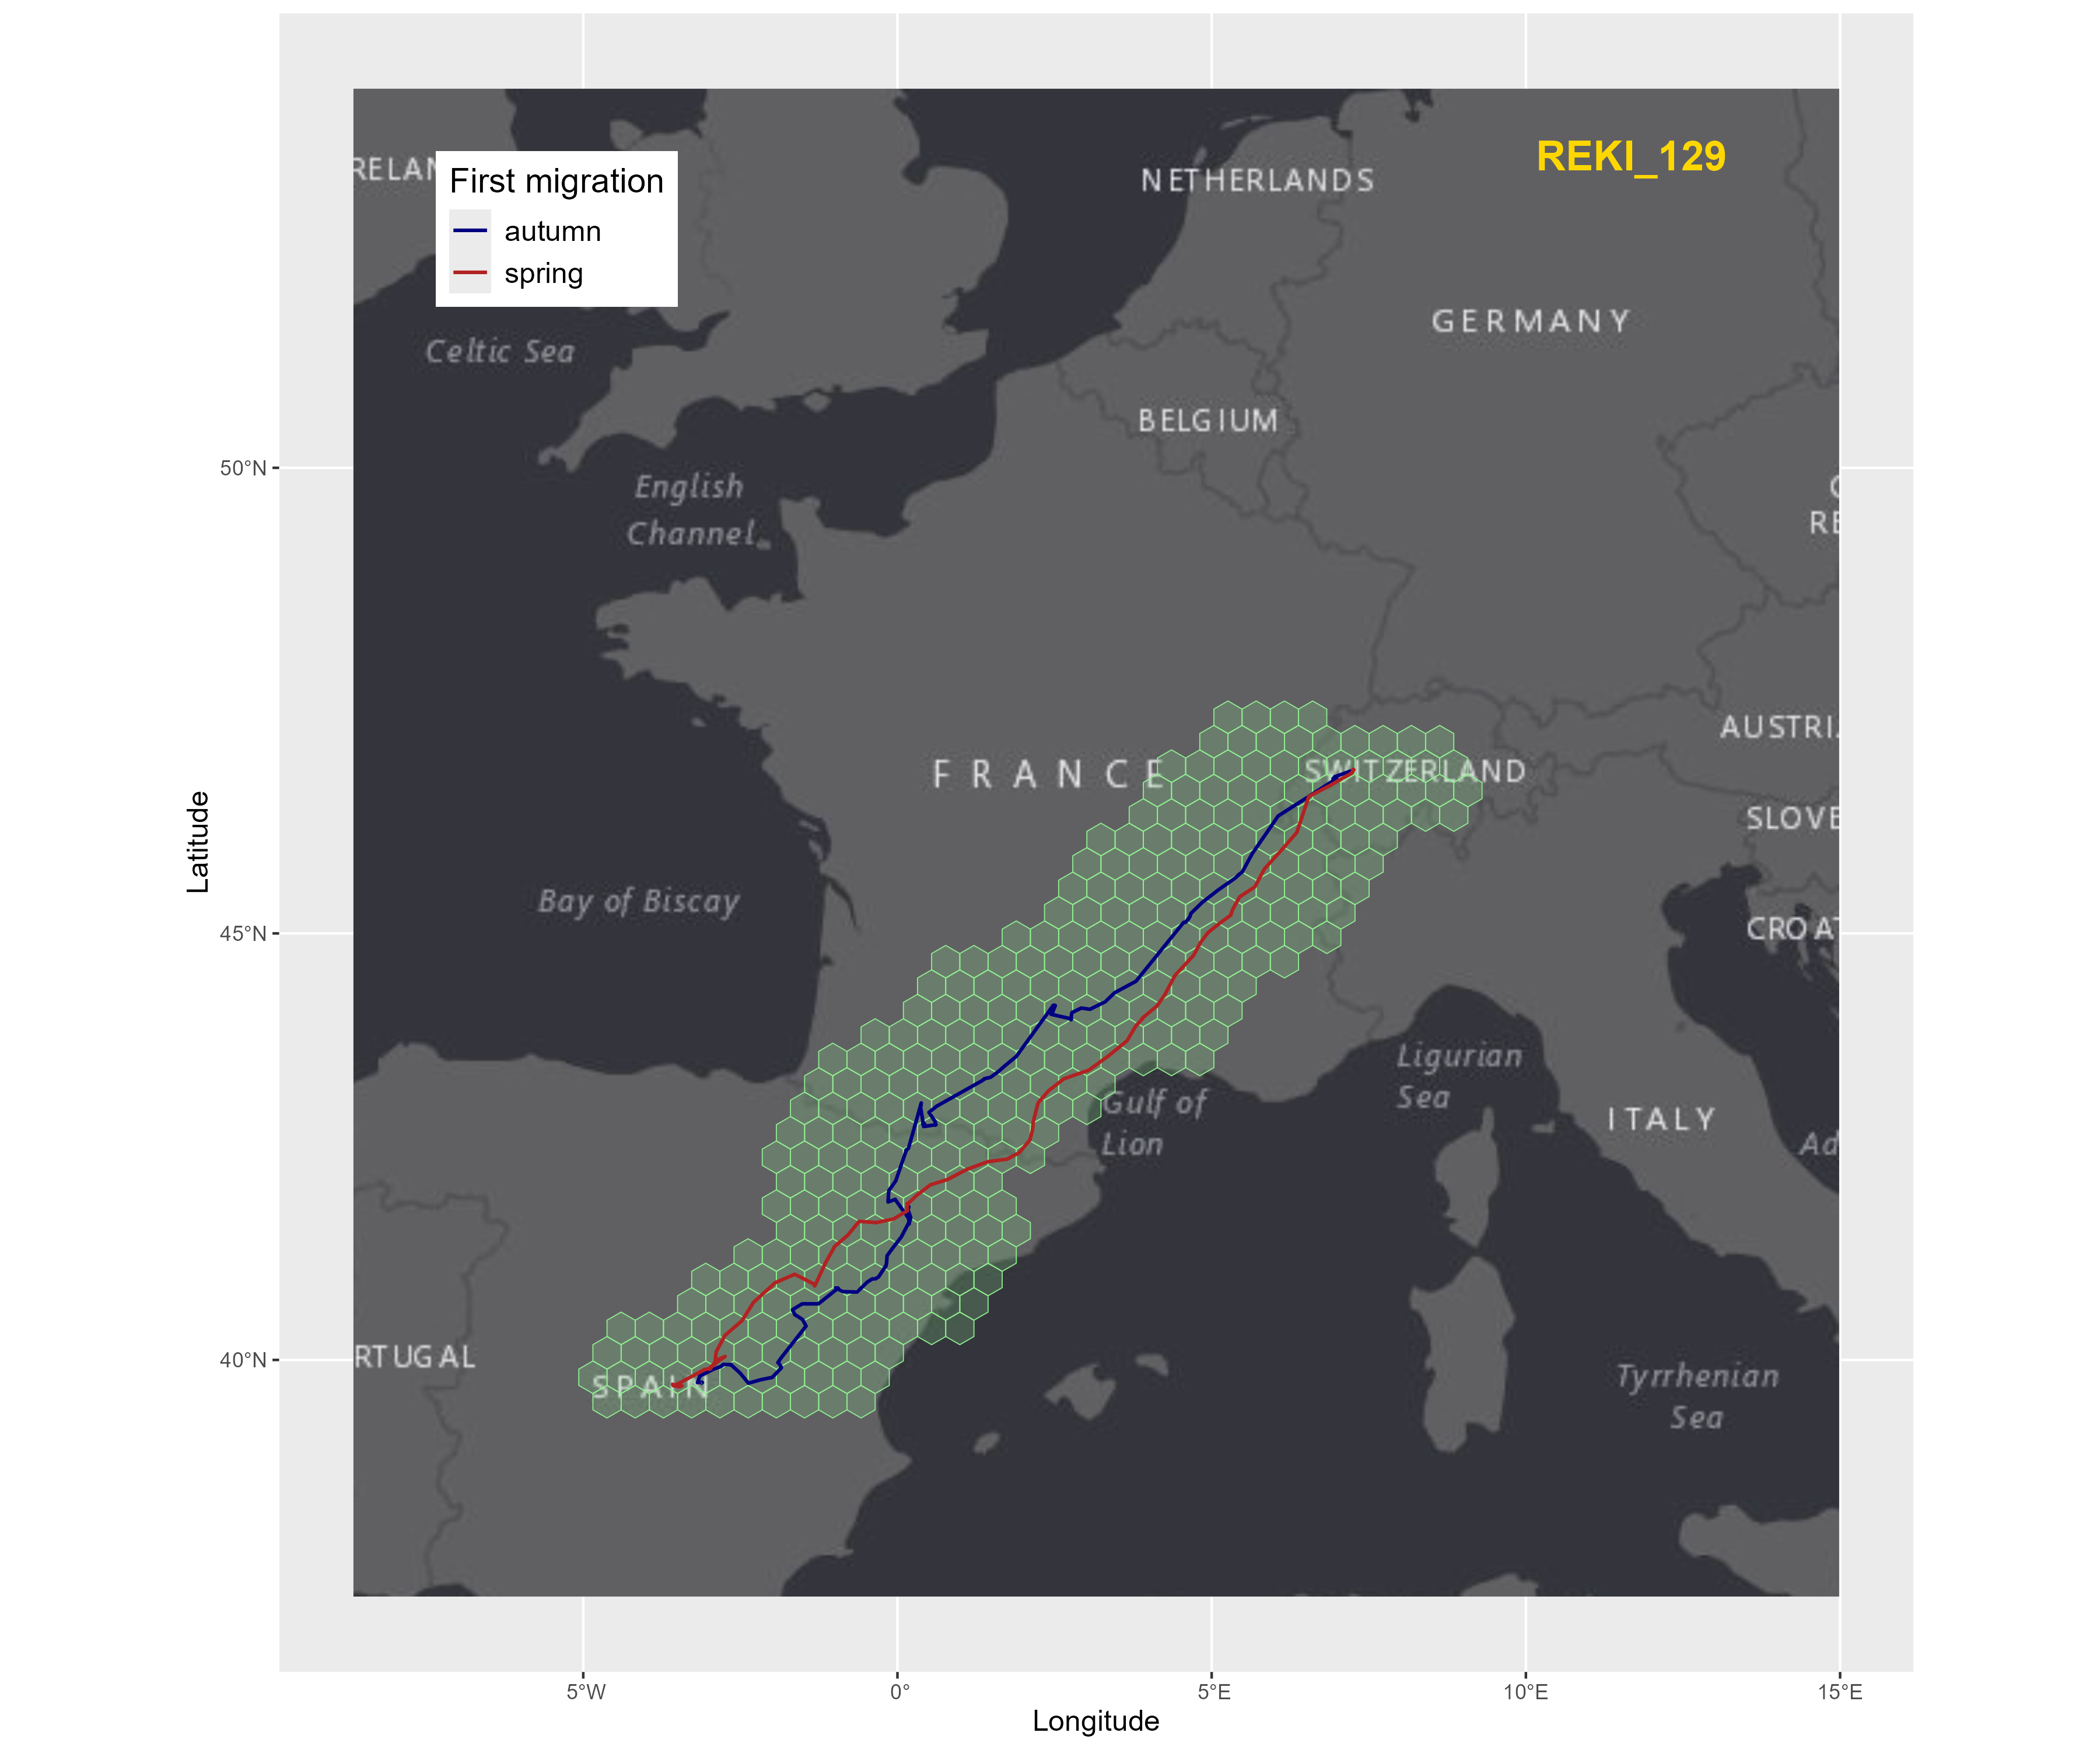 REKI_129
RELAN
First migration
autumn
spring
NETHERLANDS
GERMANY
Celtic Sea
BELGIUM
English
Channel
50°N
RE
FRANCE
SWITZERLAND
AUSTRI
SLOVE
Latitude
Bay of Biscay
45°N
CROAT
Ligurian
Sea
Gulf of
Lion
ITALY
Ad
40°N
RTUGAL
SPAIN
Tyrrhenian
Sea
5°W
0°
5°E
10°E
15°E
Longitude